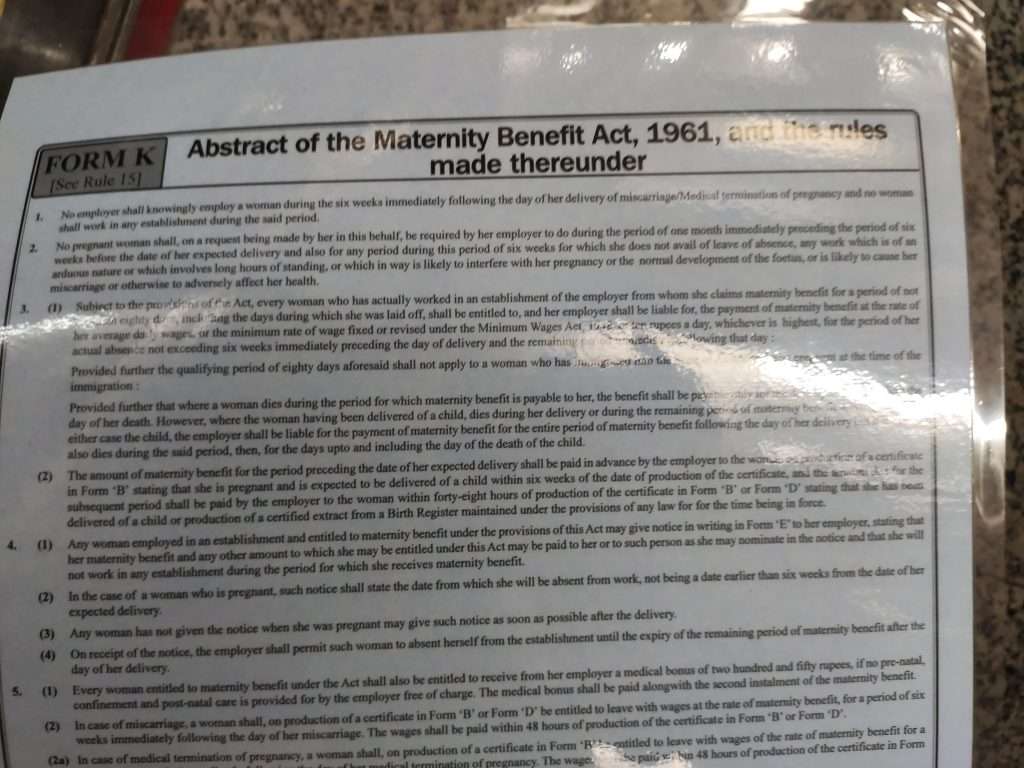 FORM K
[See Rule 15]
Abstract of the Maternity Benefit Act, 1961, and the rules
made thereunder
1. No employer shall knowingly employ a woman during the six weeks immediately following the day of her delivery of miscarriage/Medical termination of pregnancy and no woman
shall work in any establishment during the said period.
2. No pregnant woman shall, on a request being made by her in this behalf, be required by her employer to do during the period of one month immediately preceding the period of six
weeks before the date of her expected delivery and also for any period during this period of six weeks for which she does not avail of leave of absence, any work which is of an
arduous nature or which involves long hours of standing, or which in way is likely to interfere with her pregnancy or the normal development of the foetus, or is likely to cause her
miscarriage or otherwise to adversely affect her health.
3. (1) Subject to the provisions of the Act, every woman who has actually worked in an establishment of the employer from whom she claims maternity benefit for a period of not
eighty days, including the days during which she was laid off, shall be entitled to, and her employer shall be liable for, the payment of maternity benefit at the rate of
her average daily wages, or the minimum rate of wage fixed or revised under the Minimum Wages Act, or ten rupees a day, whichever is highest, for the period of her
actual absence not exceeding six weeks immediately preceding the day of delivery and the remaining following that day :
Provided further the qualifying period of eighty days aforesaid shall not apply to a woman who has at the time of the
immigration :
Provided further that where a woman dies during the period for which maternity benefit is payable to her, the benefit shall be
day of her death. However, where the woman having been delivered of a child, dies during her delivery or during the remaining period of maternity
either case the child, the employer shall be liable for the payment of maternity benefit for the entire period of maternity benefit following the day of her delivery
also dies during the said period, then, for the days upto and including the day of the death of the child.
(2) The amount of maternity benefit for the period preceding the date of her expected delivery shall be paid in advance by the employer to the woman on production of a certificate
in Form 'B' stating that she is pregnant and is expected to be delivered of a child within six weeks of the date of production of the certificate, and the for the
subsequent period shall be paid by the employer to the woman within forty-eight hours of production of the certificate in Form 'B' or Form 'D' stating that she has been
delivered of a child or production of a certified extract from a Birth Register maintained under the provisions of any law for for the time being in force.
4. (1) Any woman employed in an establishment and entitled to maternity benefit under the provisions of this Act may give notice in writing in Form 'E' to her employer, stating that
her maternity benefit and any other amount to which she may be entitled under this Act may be paid to her or to such person as she may nominate in the notice and that she will
not work in any establishment during the period for which she receives maternity benefit.
(2) In the case of a woman who is pregnant, such notice shall state the date from which she will be absent from work, not being a date earlier than six weeks from the date of her
expected delivery.
(3) Any woman has not given the notice when she was pregnant may give such notice as soon as possible after the delivery.
(4) On receipt of the notice, the employer shall permit such woman to absent herself from the establishment until the expiry of the remaining period of maternity benefit after the
day of her delivery.
5. (1) Every woman entitled to maternity benefit under the Act shall also be entitled to receive from her employer a medical bonus of two hundred and fifty rupees, if no pre-natal,
confinement and post-natal care is provided for by the employer free of charge. The medical bonus shall be paid alongwith the second instalment of the maternity benefit.
(2) In case of miscarriage, a woman shall, on production of a certificate in Form 'B' or Form 'D' be entitled to leave with wages at the rate of maternity benefit, for a period of six
weeks immediately following the day of her miscarriage. The wages shall be paid within 48 hours of production of the certificate in Form 'B' or Form 'D'.
(2a) In case of medical termination of pregnancy, a woman shall, on production of a certificate in Form 'B' entitled to leave with wages of the rate of maternity benefit for a
medical termination of pregnancy. The be paid within 48 hours of production of the certificate in Form